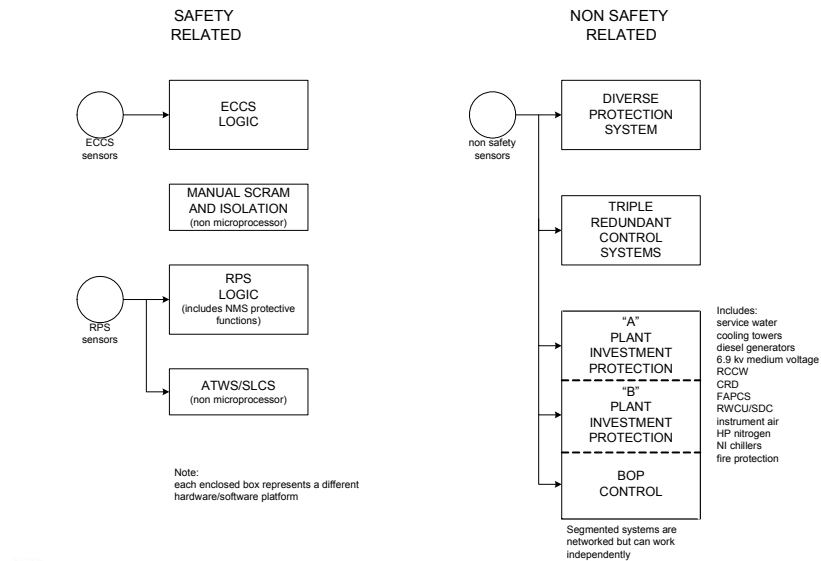 SAFETY
RELATED
ECCS
sensors
ECCS
LOGIC
MANUAL SCRAM
AND ISOLATION
(non microprocessor)
RPS
sensors
RPS
LOGIC
(includes NMS protective
functions)
ATWS/SLCS
(non microprocessor)
Note:
each enclosed box represents a different
hardware/software platform
NON SAFETY
RELATED
non safety
sensors
DIVERSE
PROTECTION
SYSTEM
TRIPLE
REDUNDANT
CONTROL
SYSTEMS
“A”
PLANT
INVESTMENT
PROTECTION
“B”
PLANT
INVESTMENT
PROTECTION
BOP
CONTROL
Includes:
service water
cooling towers
diesel generators
6.9 kv medium voltage
RCCW
CRD
FAPCS
RWCU/SDC
instrument air
HP nitrogen
NI chillers
fire protection
Segmented systems are
networked but can work
independently